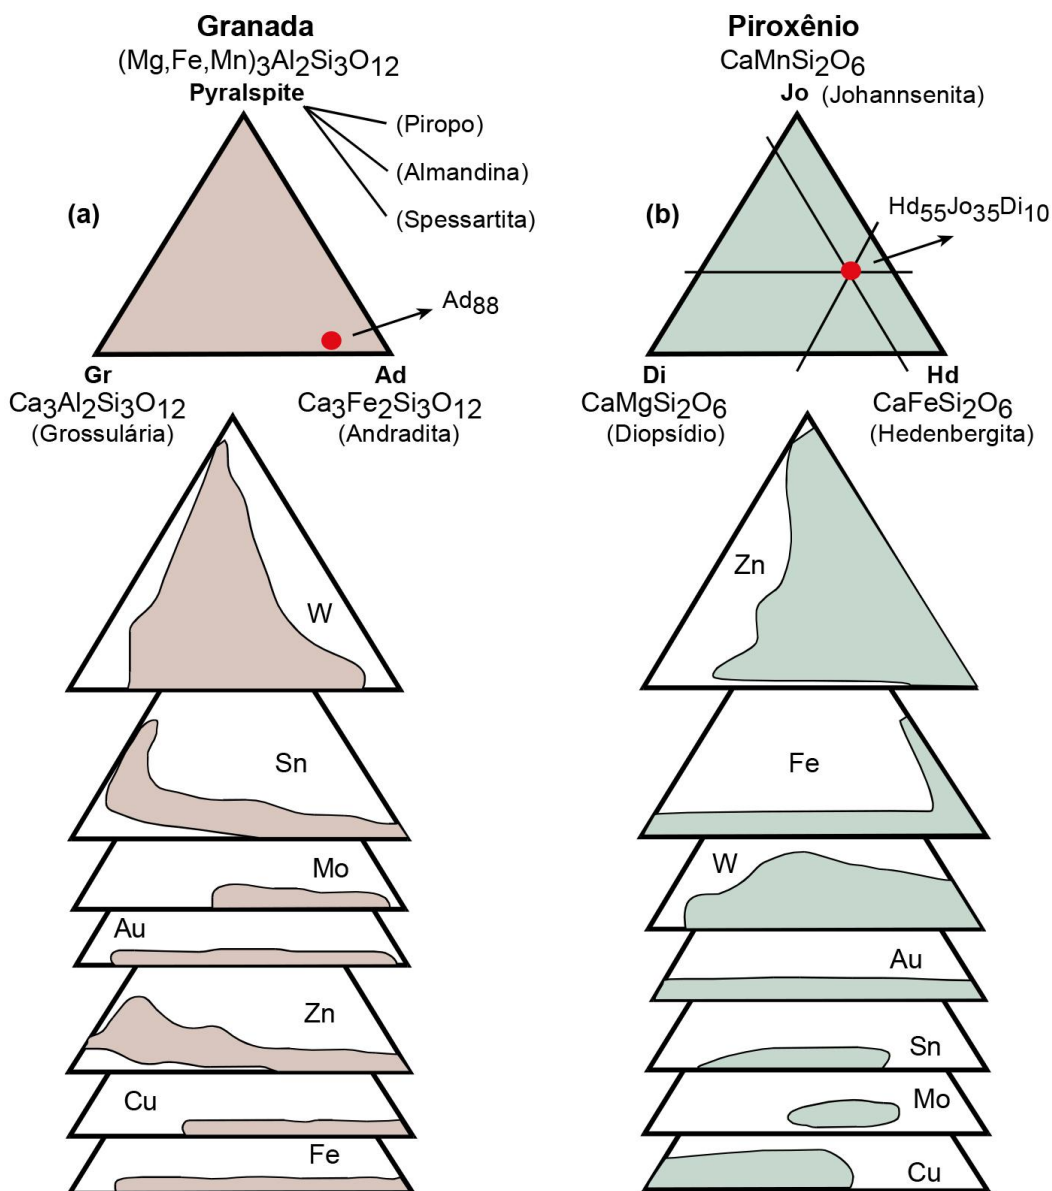 Granada
(Mg,Fe,Mn)3Al2Si3O12
Pyralspite
(Piropo)
(Almandina)
(Spessartita)
(a)
Ad88
Gr
Ca3Al2Si3O12
(Grossulária)
Ad
Ca3Fe2Si3O12
(Andradita)
W
Sn
Mo
Au
Zn
Cu
Fe
Piroxênio
CaMnSi2O6
Jo (Johannsenita)
(b)
Hd55Jo35Di10
Di
CaMgSi2O6
(Diopsídio)
Hd
CaFeSi2O6
(Hedenbergita)
Zn
Fe
W
Au
Sn
Mo
Cu